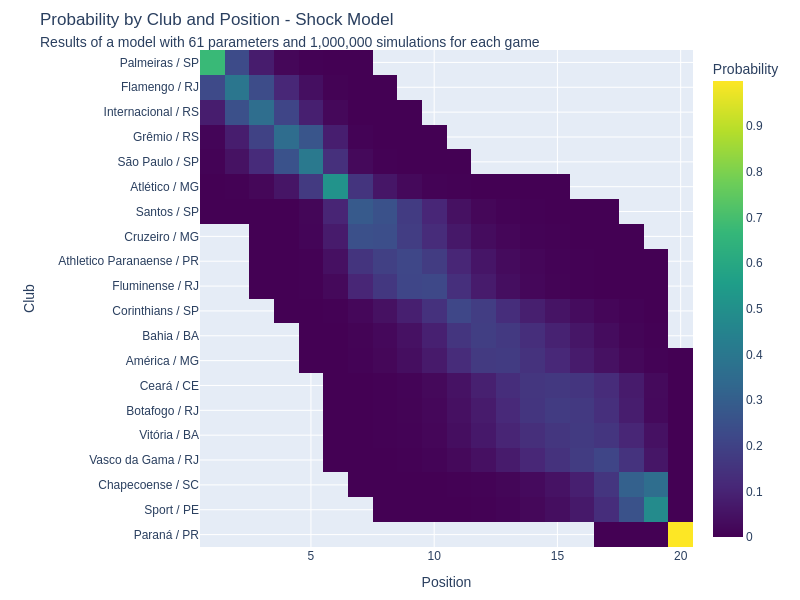 Probability by Club and Position - Shock Model
Results of a model with 61 parameters and 1,000,000 simulations for each game
Probability
Club
Palmeiras / SP
Flamengo / RJ
Internacional / RS
Grêmio / RS
São Paulo / SP
Atlético / MG
Santos / SP
Cruzeiro / MG
Athletico Paranaense / PR
Fluminense / RJ
Corinthians / SP
Bahia / BA
América / MG
Ceará / CE
Botafogo / RJ
Vitória / BA
Vasco da Gama / RJ
Chapecoense / SC
Sport / PE
Paraná / PR
0.9
0.8
0.7
0.6
0.5
0.4
0.3
0.2
0.1
0
5 10 15 20
Position